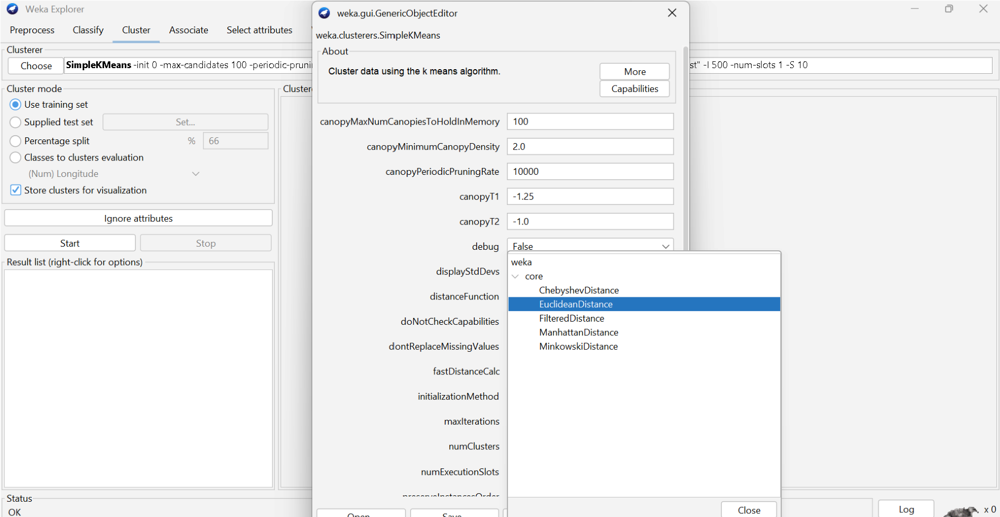 Weka Explorer
Preprocess Classify Cluster Associate Select attributes
Clusterer
Choose SimpleKMeans -init 0 -max-candidates 100 -periodic-pruni
st" -I 500 -num-slots 1 -S 10
Cluster mode
Use training set
Supplied test set Set...
Percentage split % 66
Classes to clusters evaluation
(Num) Longitude
Store clusters for visualization
Ignore attributes
Start Stop
Result list (right-click for options)
Status
OK
Cluster
weka.gui.GenericObjectEditor
weka.clusterers.SimpleKMeans
About
Cluster data using the k means algorithm.
More
Capabilities
canopyMaxNumCanopiesToHoldInMemory 100
canopyMinimumCanopyDensity 2.0
canopyPeriodicPruningRate 10000
canopyT1 -1.25
canopyT2 -1.0
debug False
displayStdDevs
distanceFunction
doNotCheckCapabilities
dontReplaceMissingValues
fastDistanceCalc
initializationMethod
maxIterations
numClusters
numExecutionSlots
preserveInstancesOrder
Open... Save...
weka
core
ChebyshevDistance
EuclideanDistance
FilteredDistance
ManhattanDistance
MinkowskiDistance
Close
Log x 0